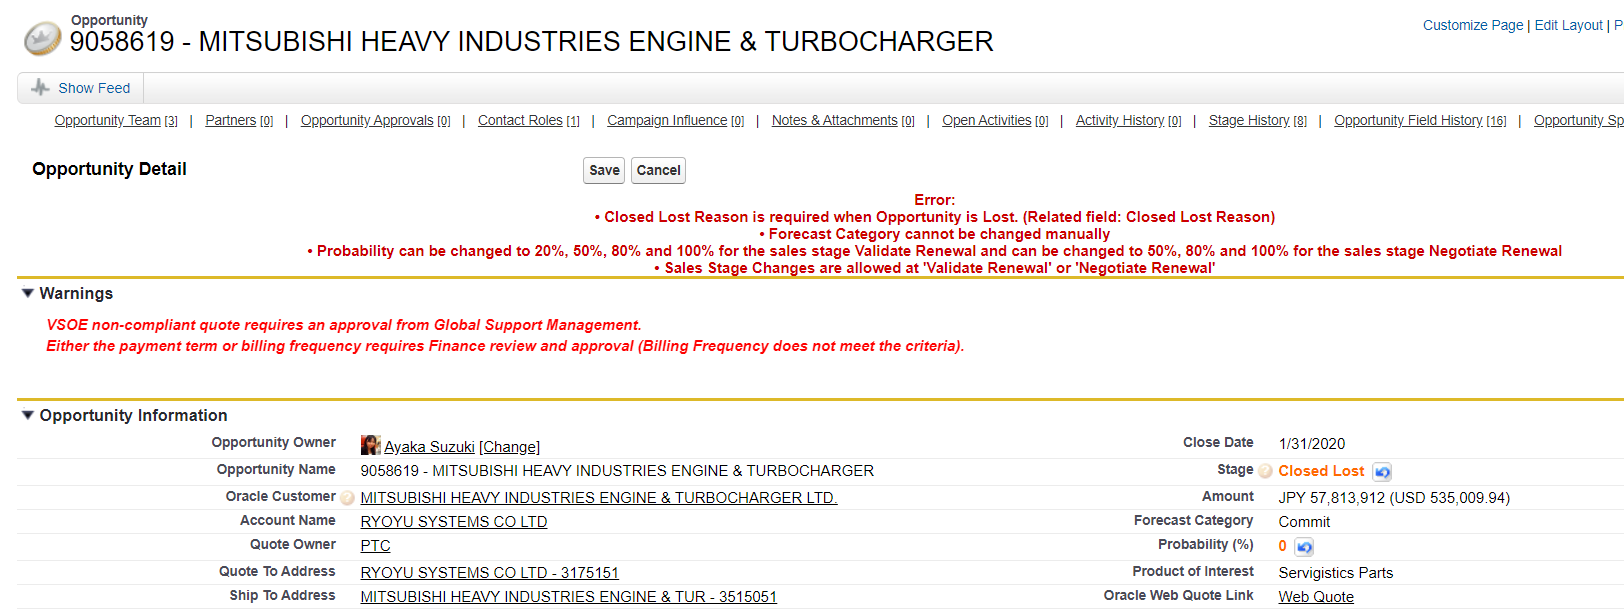 Opportunity
9058619 - MITSUBISHI HEAVY INDUSTRIES ENGINE & TURBOCHARGER
Customize Page | Edit Layout | P
Show Feed
Opportunity Team [3] | Partners [0] | Opportunity Approvals [0] | Contact Roles [1] | Campaign Influence [0] | Notes & Attachments [0] | Open Activities [0] | Activity History [0] | Stage History [8] | Opportunity Field History [16] | Opportunity Sp
Opportunity Detail
Save Cancel
Error:
• Closed Lost Reason is required when Opportunity is Lost. (Related field: Closed Lost Reason)
• Forecast Category cannot be changed manually
• Probability can be changed to 20%, 50%, 80% and 100% for the sales stage Validate Renewal and can be changed to 50%, 80% and 100% for the sales stage Negotiate Renewal
• Sales Stage Changes are allowed at 'Validate Renewal' or 'Negotiate Renewal'
Warnings
VSOE non-compliant quote requires an approval from Global Support Management.
Either the payment term or billing frequency requires Finance review and approval (Billing Frequency does not meet the criteria).
Opportunity Information
Opportunity Owner Ayaka Suzuki [Change] Close Date 1/31/2020
Opportunity Name 9058619 - MITSUBISHI HEAVY INDUSTRIES ENGINE & TURBOCHARGER Stage ? Closed Lost
Oracle Customer ? MITSUBISHI HEAVY INDUSTRIES ENGINE & TURBOCHARGER LTD. Amount JPY 57,813,912 (USD 535,009.94)
Account Name RYOYU SYSTEMS CO LTD Forecast Category Commit
Quote Owner PTC Probability (%) 0
Quote To Address RYOYU SYSTEMS CO LTD - 3175151 Product of Interest Servigistics Parts
Ship To Address MITSUBISHI HEAVY INDUSTRIES ENGINE & TUR - 3515051 Oracle Web Quote Link Web Quote